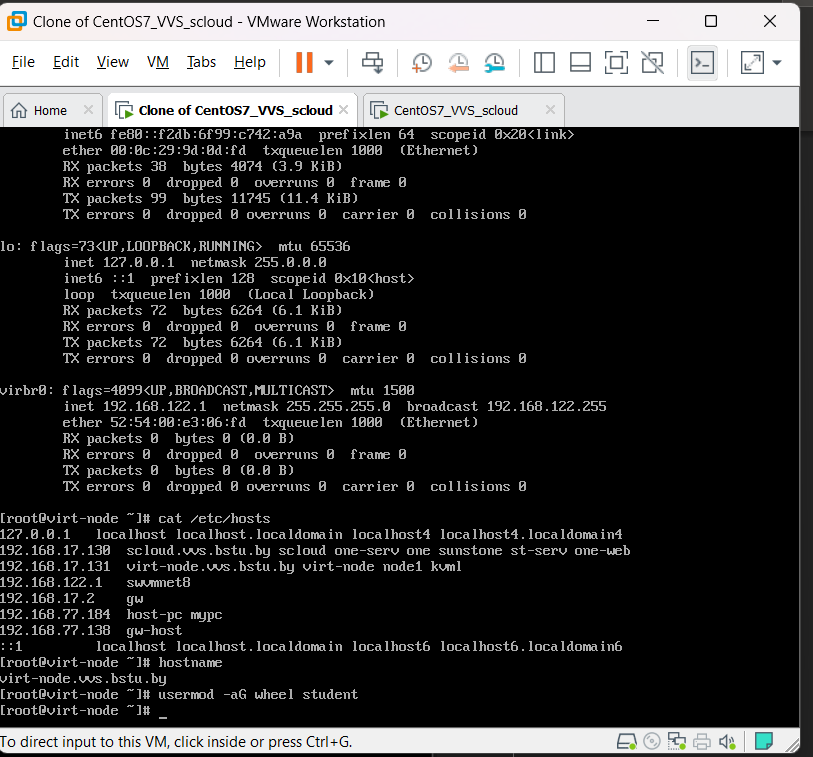 Clone of CentOS7_VVS_scloud - VMware Workstation
File Edit View VM Tabs Help
Home Clone of CentOS7_VVS_scloud CentOS7_VVS_scloud
inet6 fe80::f2db:6f99:c742:a9a prefixlen 64 scopeid 0x20<link>
ether 00:0c:29:9d:0d:fd txqueuelen 1000 (Ethernet)
RX packets 38 bytes 4074 (3.9 KiB)
RX errors 0 dropped 0 overruns 0 frame 0
TX packets 99 bytes 11745 (11.4 KiB)
TX errors 0 dropped 0 overruns 0 carrier 0 collisions 0
lo: flags=73<UP,LOOPBACK,RUNNING> mtu 65536
inet 127.0.0.1 netmask 255.0.0.0
inet6 ::1 prefixlen 128 scopeid 0x10<host>
loop txqueuelen 1000 (Local Loopback)
RX packets 72 bytes 6264 (6.1 KiB)
RX errors 0 dropped 0 overruns 0 frame 0
TX packets 72 bytes 6264 (6.1 KiB)
TX errors 0 dropped 0 overruns 0 carrier 0 collisions 0
virbr0: flags=4099<UP,BROADCAST,MULTICAST> mtu 1500
inet 192.168.122.1 netmask 255.255.255.0 broadcast 192.168.122.255
ether 52:54:00:e3:06:fd txqueuelen 1000 (Ethernet)
RX packets 0 bytes 0 (0.0 B)
RX errors 0 dropped 0 overruns 0 frame 0
TX packets 0 bytes 0 (0.0 B)
TX errors 0 dropped 0 overruns 0 carrier 0 collisions 0
[root@virt-node ~]# cat /etc/hosts
127.0.0.1 localhost localhost.localdomain localhost4 localhost4.localdomain4
192.168.17.130 scloud.vvs.bstu.by scloud one-serv one sunstone st-serv one-web
192.168.17.131 virt-node.vvs.bstu.by virt-node node1 kvm1
192.168.122.1 swvmnet8
192.168.17.2 gw
192.168.77.184 host-pc mypc
192.168.77.138 gw-host
::1 localhost localhost.localdomain localhost6 localhost6.localdomain6
[root@virt-node ~]# hostname
virt-node.vvs.bstu.by
[root@virt-node ~]# usermod -aG wheel student
[root@virt-node ~]# _
To direct input to this VM, click inside or press Ctrl+G.